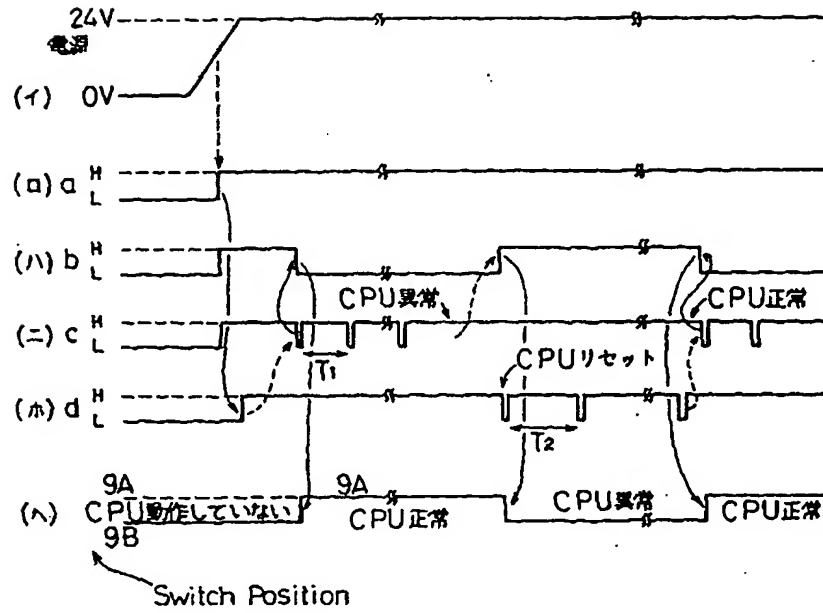 24V
電源
(イ) 0V
(ロ) a H
L
(ハ) b H
L
CPU異常
CPU正常
(ニ) c H
L
T1
CPUリセット
(ホ) d H
L
T2
9A
9A
(ヘ) CPU動作していない
CPU正常
CPU異常
CPU正常
9B
Switch Position